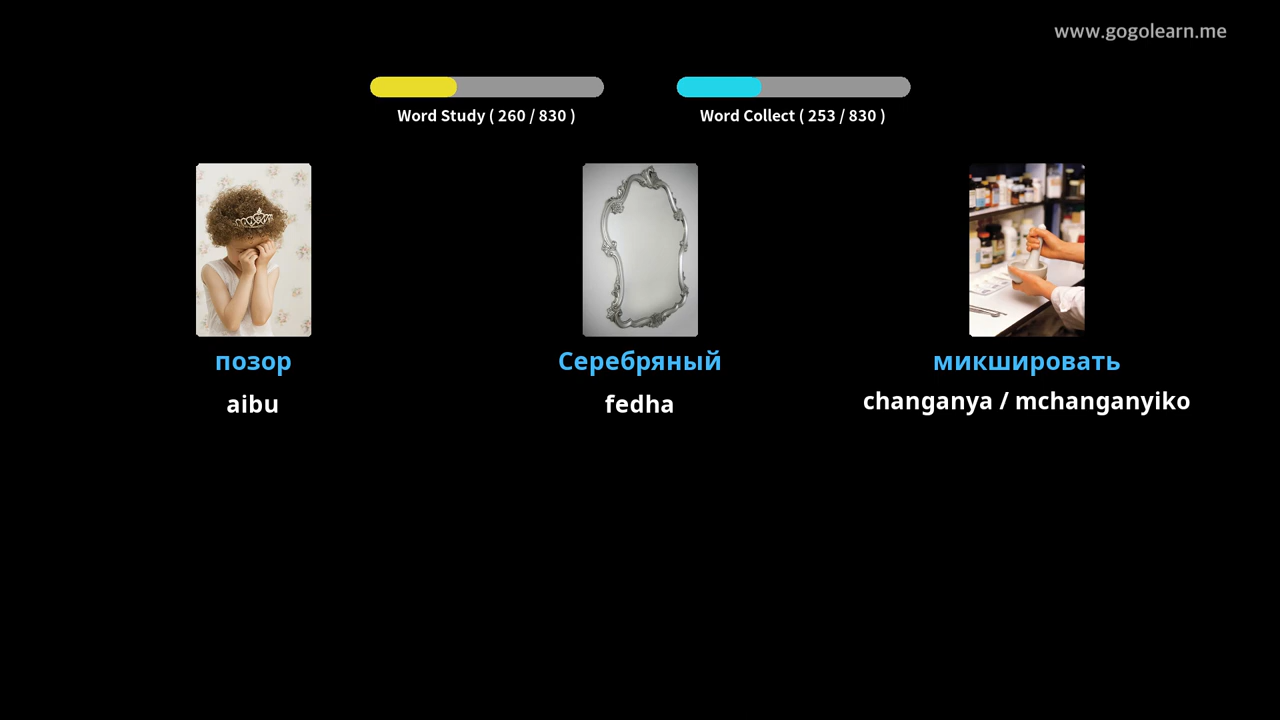 www.gogolearn.me
Word Study ( 260 / 830 )
Word Collect ( 253 / 830 )
позор
Серебряный
микшировать
aibu
fedha
changanya / mchanganyiko